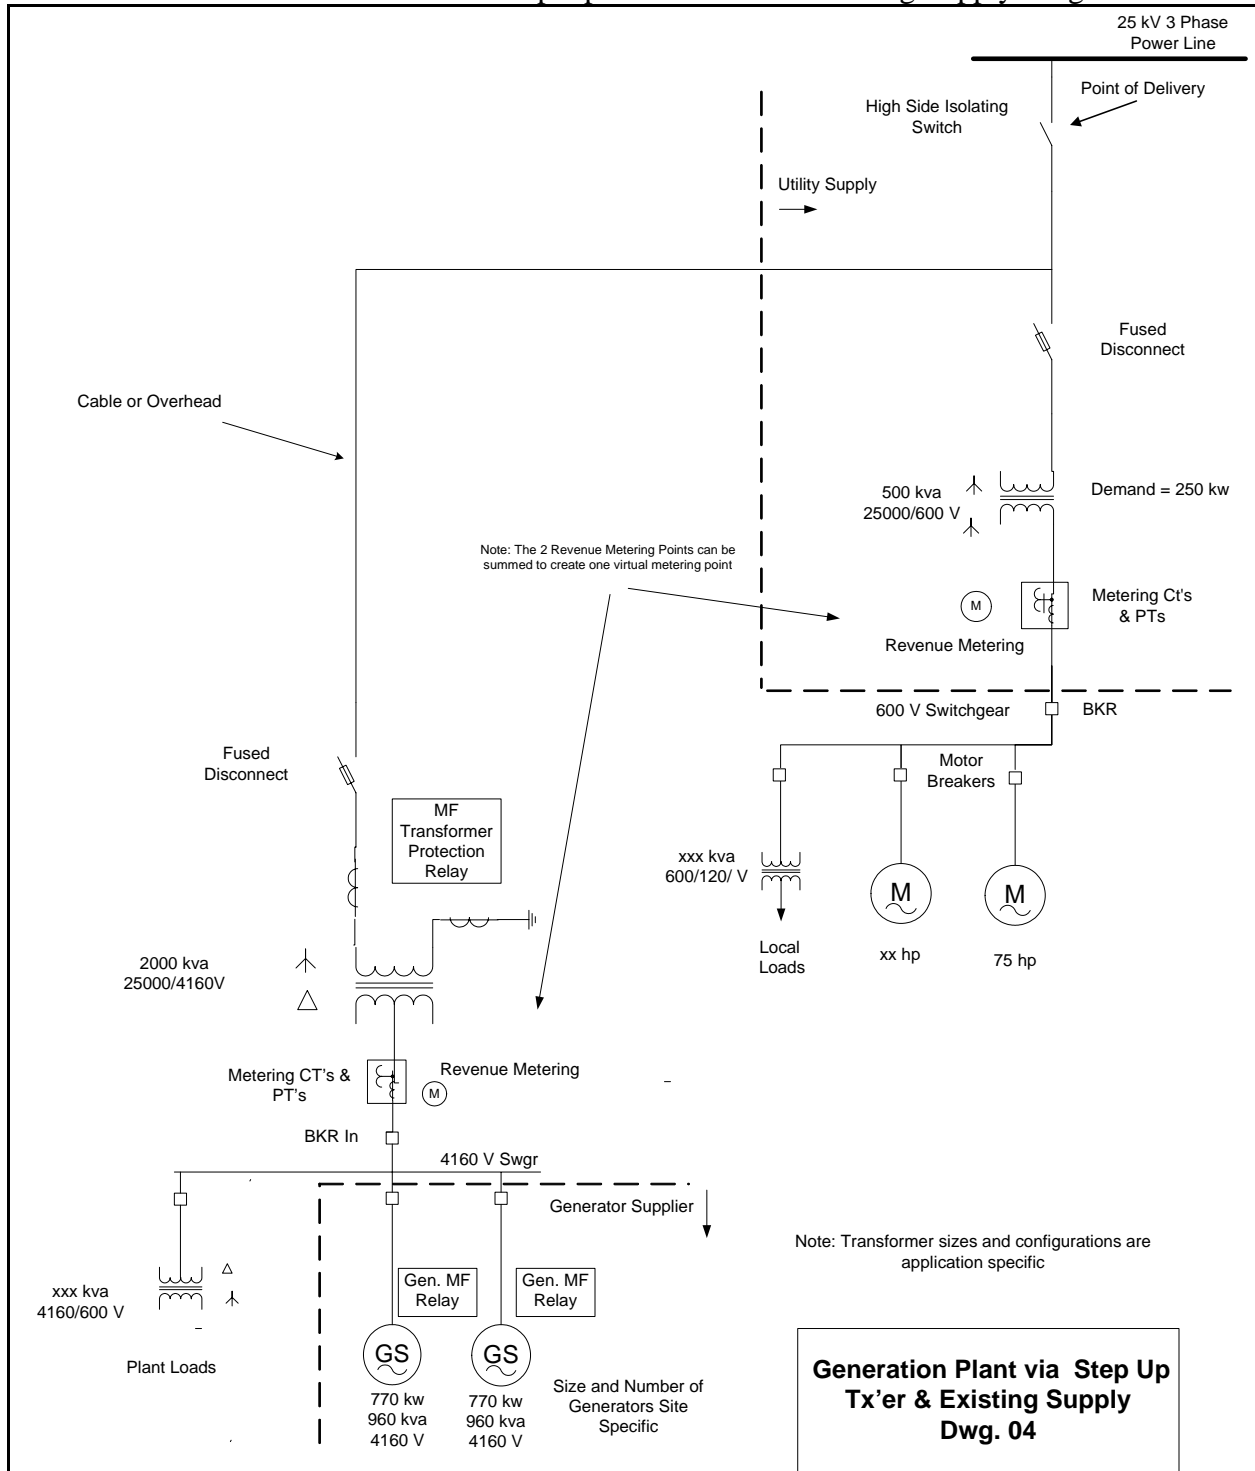 25 kV 3 Phase
Power Line
Point of Delivery
High Side Isolating
Switch
Utility Supply
Fused
Disconnect
Cable or Overhead
500 kva
25000/600 V
Demand = 250 kw
Note: The 2 Revenue Metering Points can be
summed to create one virtual metering point
M
Metering Ct's
& PTs
Revenue Metering
600 V Switchgear
BKR
Motor
Breakers
Fused
Disconnect
MF
Transformer
Protection
Relay
xxx kva
600/120/ V
M
M
Local
Loads
xx hp
75 hp
2000 kva
25000/4160V
Metering CT's &
PT's
Revenue Metering
M
BKR In
4160 V Swgr
Generator Supplier
Note: Transformer sizes and configurations are
application specific
xxx kva
4160/600 V
Gen. MF
Relay
Gen. MF
Relay
Plant Loads
GS
GS
770 kw
960 kva
4160 V
770 kw
960 kva
4160 V
Size and Number of
Generators Site
Specific
Generation Plant via Step Up
Tx'er & Existing Supply
Dwg. 04